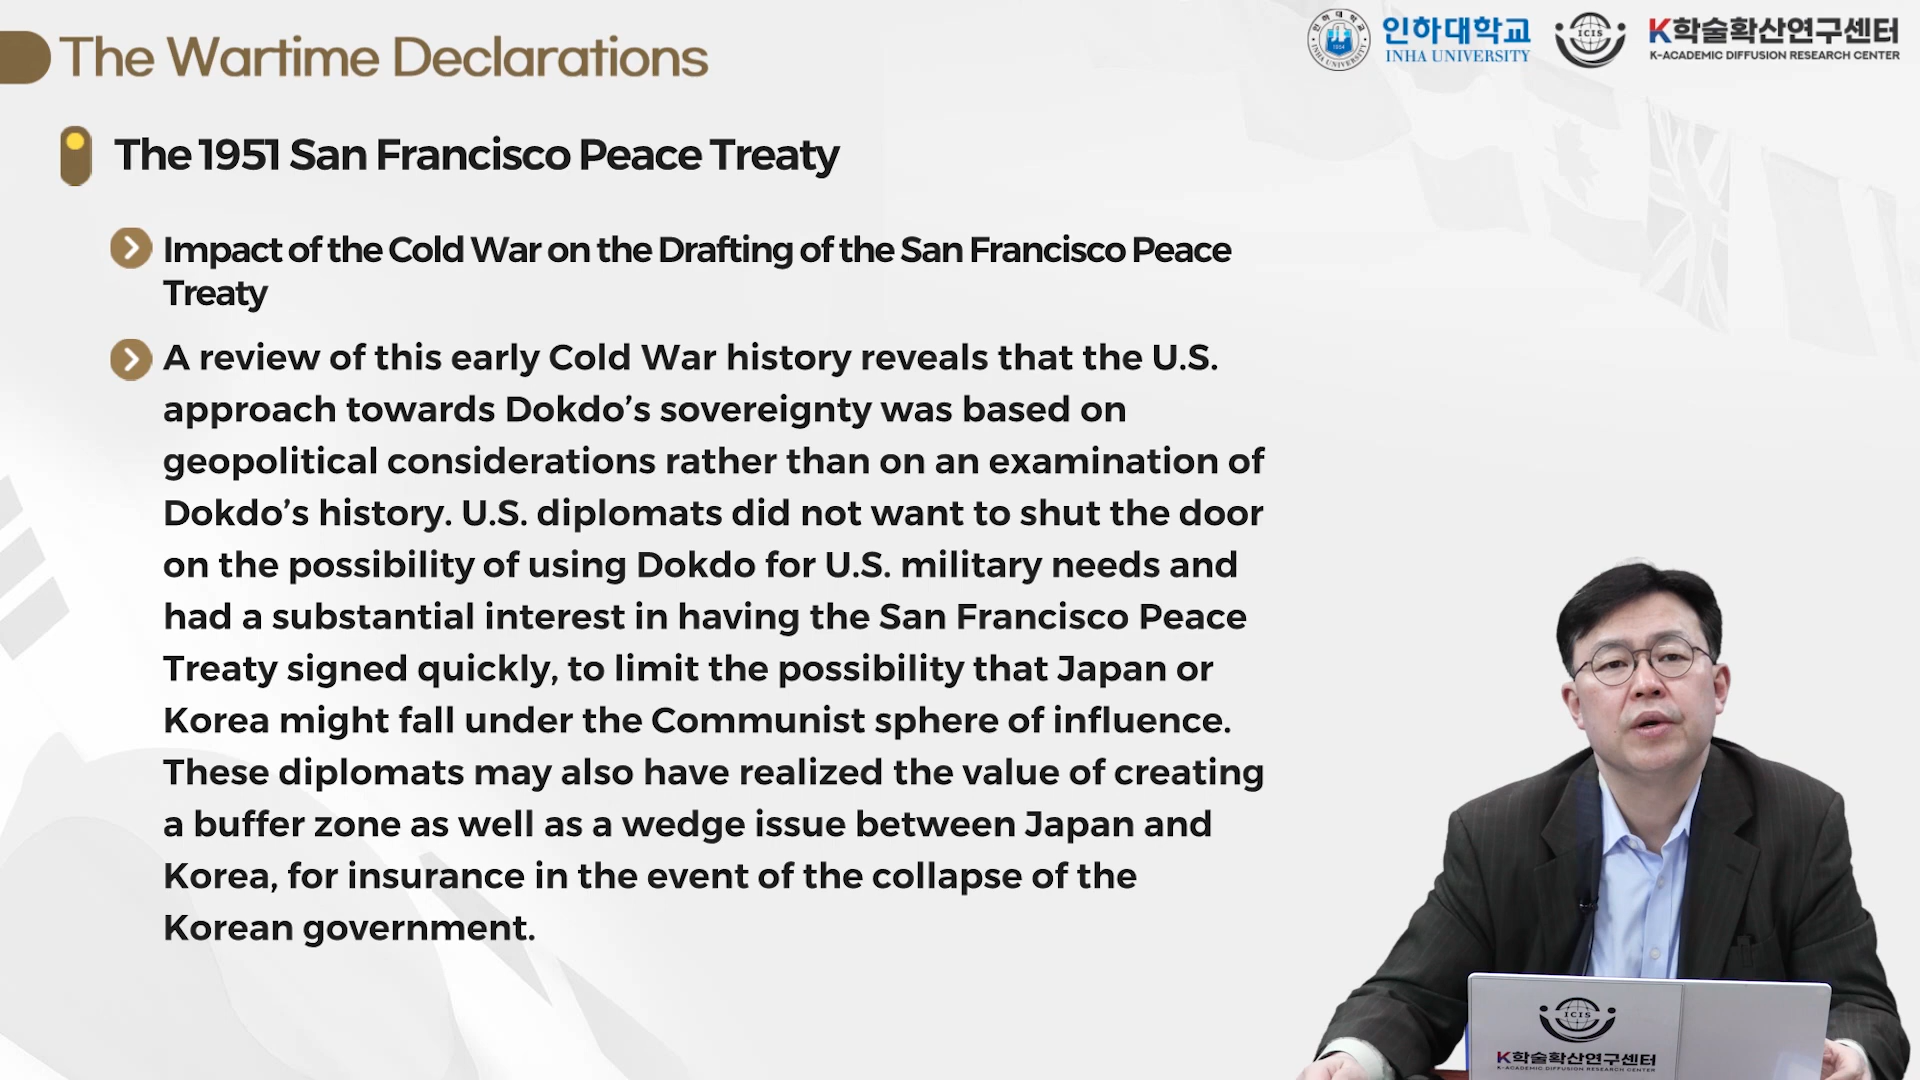 The Wartime Declarations
인하대학교
INHA UNIVERSITY
ICIS
K학술확산연구센터
K-ACADEMIC DIFFUSION RESEARCH CENTER
The 1951 San Francisco Peace Treaty
Impact of the Cold War on the Drafting of the San Francisco Peace
Treaty
A review of this early Cold War history reveals that the U.S.
approach towards Dokdo’s sovereignty was based on
geopolitical considerations rather than on an examination of
Dokdo’s history. U.S. diplomats did not want to shut the door
on the possibility of using Dokdo for U.S. military needs and
had a substantial interest in having the San Francisco Peace
Treaty signed quickly, to limit the possibility that Japan or
Korea might fall under the Communist sphere of influence.
These diplomats may also have realized the value of creating
a buffer zone as well as a wedge issue between Japan and
Korea, for insurance in the event of the collapse of the
Korean government.
ICIS
K학술확산연구센터
K-ACADEMIC DIFFUSION RESEARCH CENTER